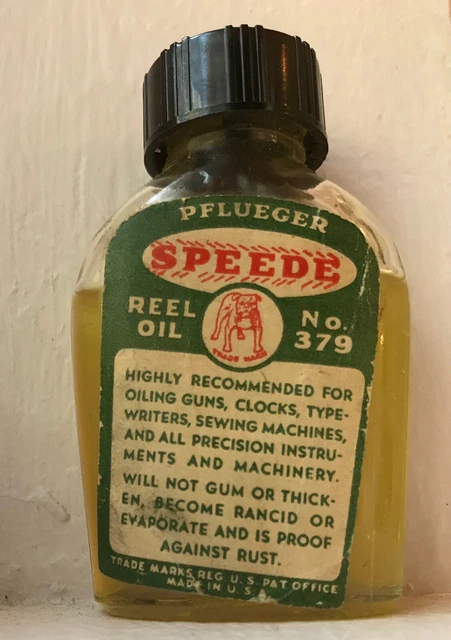 PFLUEGER
SPEEDE
REEL OIL
No. 379
TRADE MARK
HIGHLY RECOMMENDED FOR
OILING GUNS, CLOCKS, TYPE-
WRITERS, SEWING MACHINES,
AND ALL PRECISION INSTRU-
MENTS AND MACHINERY.
WILL NOT GUM OR THICK-
EN, BECOME RANCID OR
EVAPORATE AND IS PROOF
AGAINST RUST.
TRADE MARKS REG. U. S. PAT OFFICE
MADE IN U. S. A.